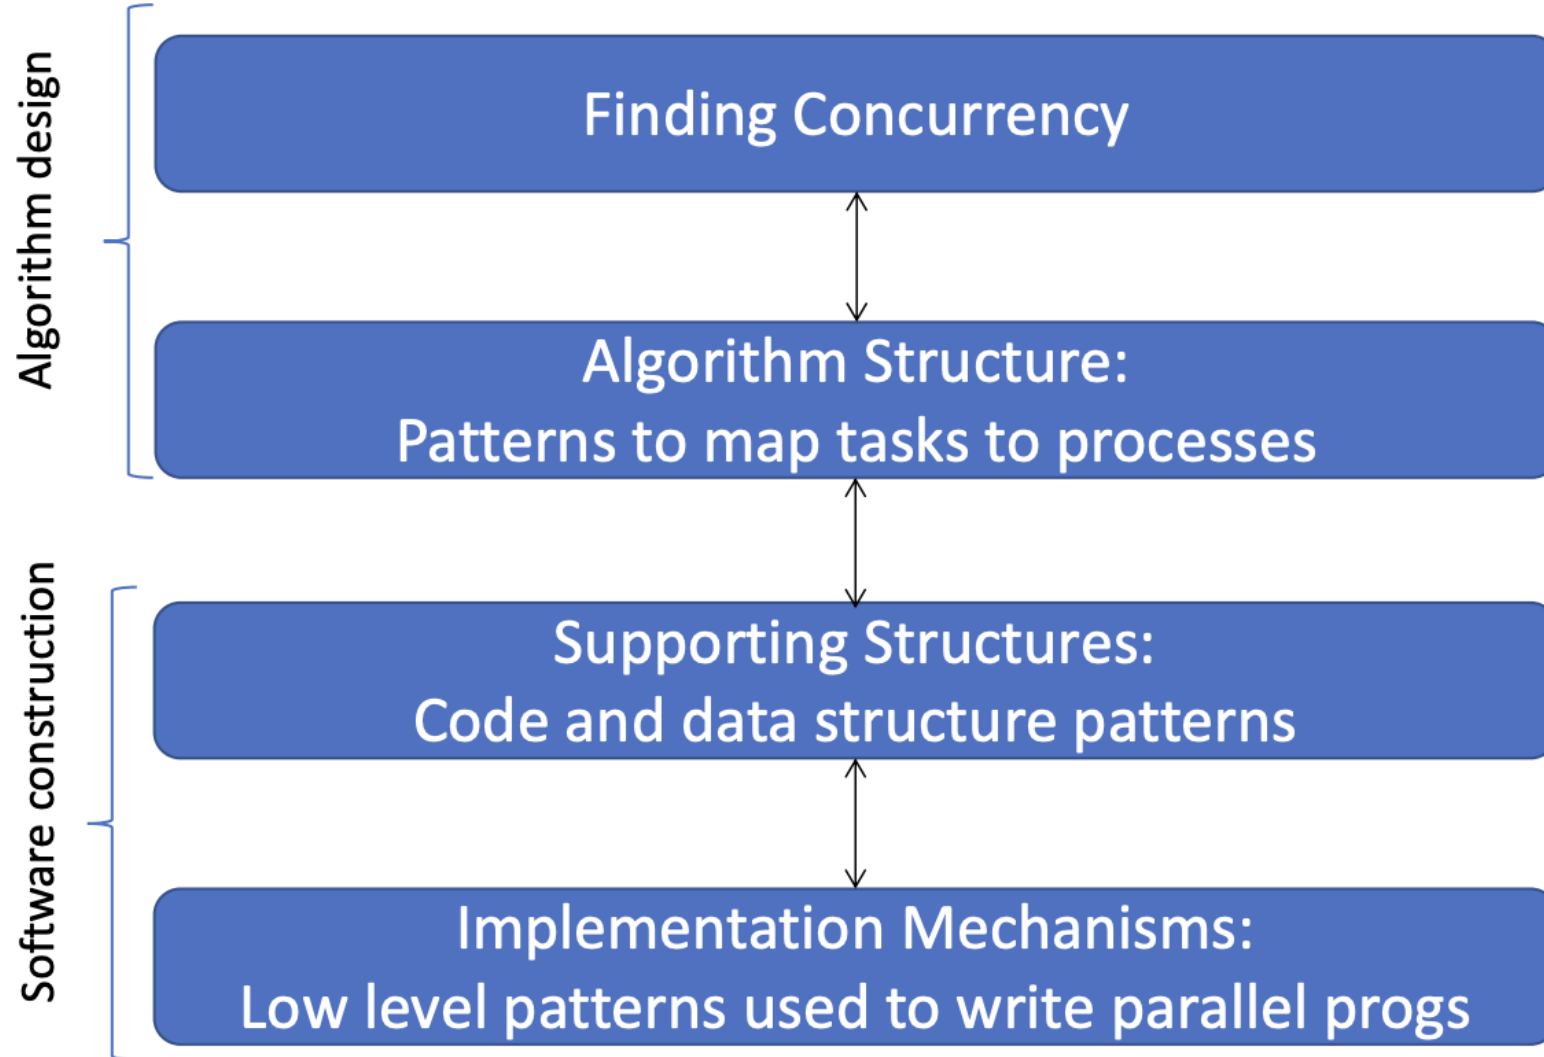 Algorithm design
Finding Concurrency
Algorithm Structure:
Patterns to map tasks to processes
Software construction
Supporting Structures:
Code and data structure patterns
Implementation Mechanisms:
Low level patterns used to write parallel progs